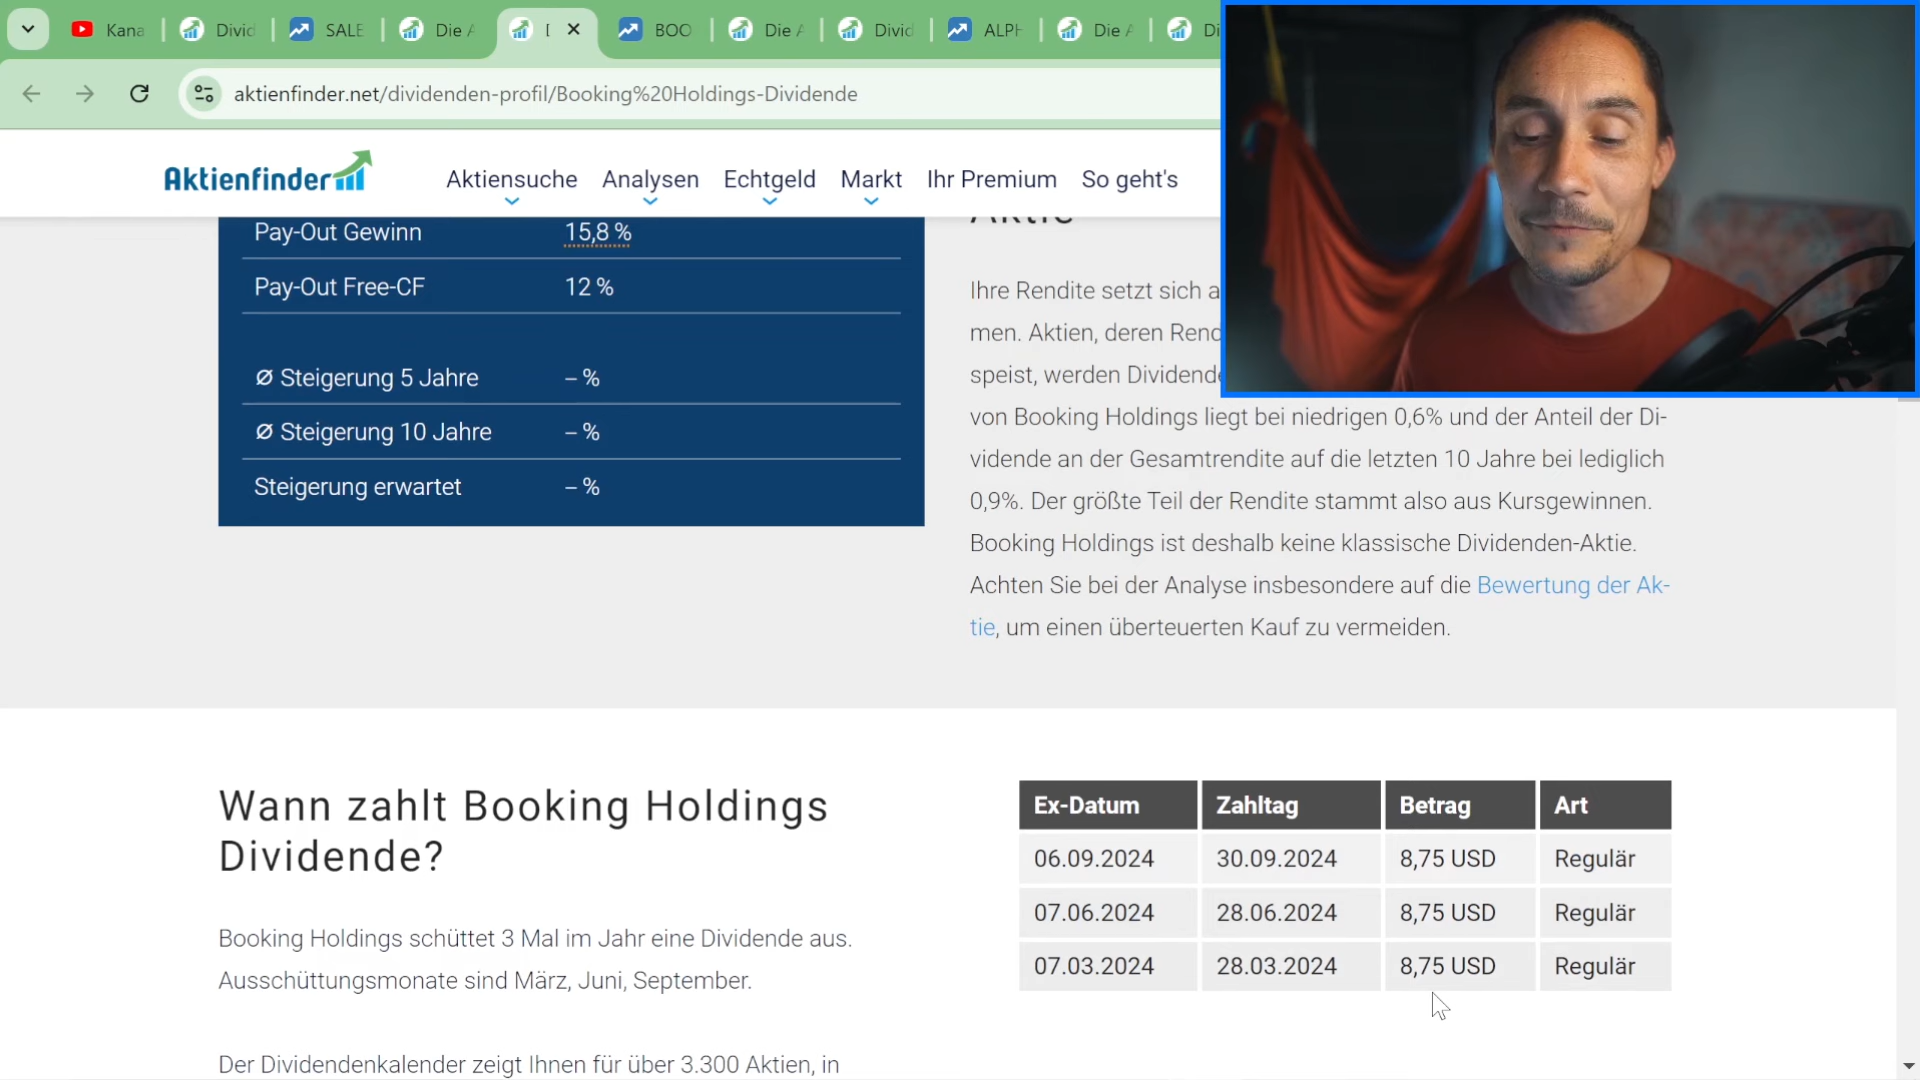 Kana
Divid
SALE
Die A
BOO
Die A
Divid
ALPH
Die A
Di
aktienfinder.net/dividenden-profil/Booking%20Holdings-Dividende
Aktienfinder
Aktiensuche
Analysen
Echtgeld
Markt
Ihr Premium
So geht's
Pay-Out Gewinn 15,8 %
Pay-Out Free-CF 12 %
Ø Steigerung 5 Jahre – %
Ø Steigerung 10 Jahre – %
Steigerung erwartet – %
Aktie
Ihre Rendite setzt sich a
men. Aktien, deren Rend
speist, werden Dividende
von Booking Holdings liegt bei niedrigen 0,6% und der Anteil der Di-
vidende an der Gesamtrendite auf die letzten 10 Jahre bei lediglich
0,9%. Der größte Teil der Rendite stammt also aus Kursgewinnen.
Booking Holdings ist deshalb keine klassische Dividenden-Aktie.
Achten Sie bei der Analyse insbesondere auf die Bewertung der Ak-
tie, um einen überteuerten Kauf zu vermeiden.
Wann zahlt Booking Holdings
Dividende?
Booking Holdings schüttet 3 Mal im Jahr eine Dividende aus.
Ausschüttungsmonate sind März, Juni, September.
Der Dividendenkalender zeigt Ihnen für über 3.300 Aktien, in
Ex-Datum Zahltag Betrag Art
06.09.2024 30.09.2024 8,75 USD Regulär
07.06.2024 28.06.2024 8,75 USD Regulär
07.03.2024 28.03.2024 8,75 USD Regulär